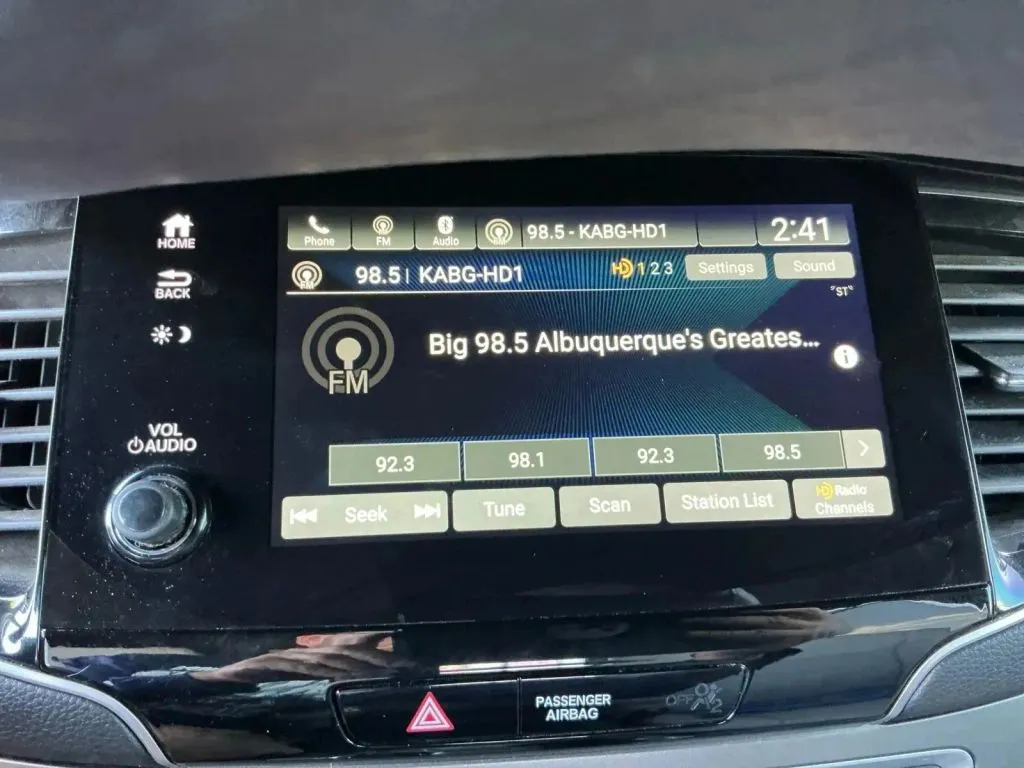 HOME
BACK
VOL
AUDIO
Phone
FM
Audio
FM
98.5 - KABG-HD1
2:41
FM
98.5 | KABG-HD1
HD 1 2 3
Settings
Sound
"ST"
FM
Big 98.5 Albuquerque's Greates...
i
92.3
98.1
92.3
98.5
Seek
Tune
Scan
Station List
HD Radio
Channels
PASSENGER
AIRBAG
OFF
2